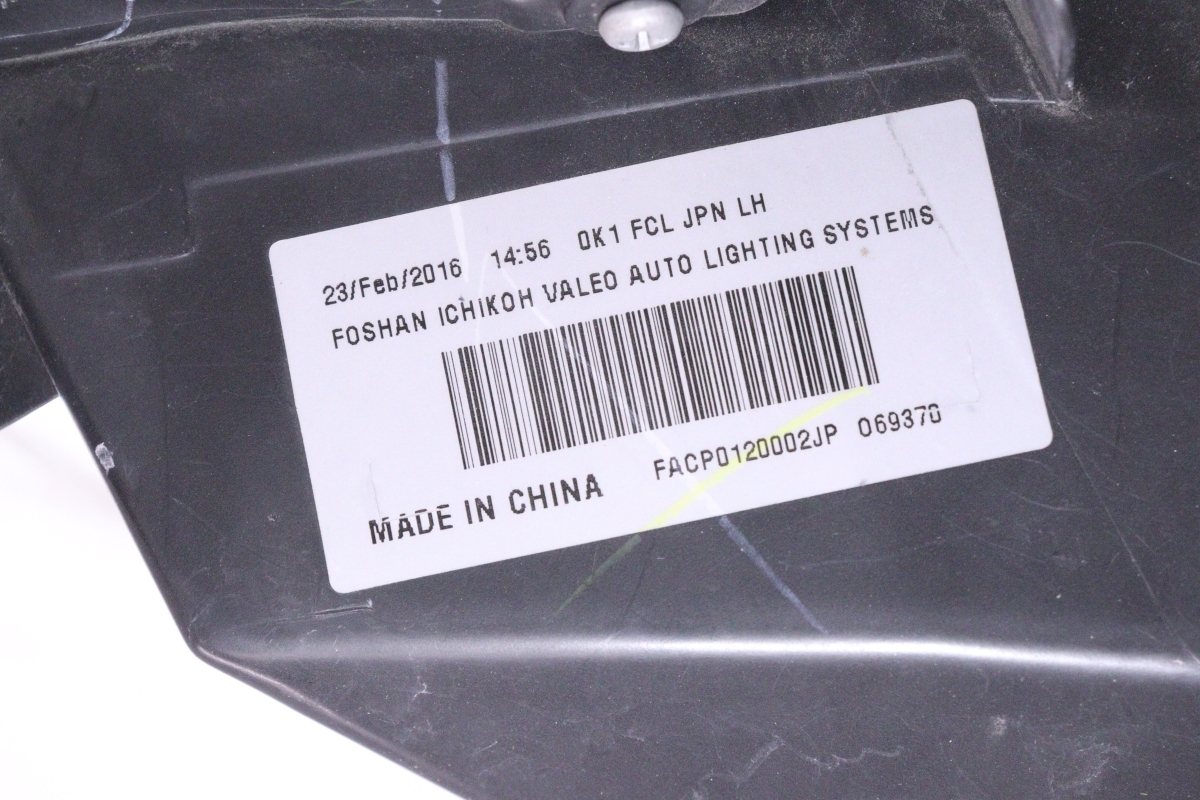 23/Feb/2016 14:56 0K1 FCL JPN LH
FOSHAN ICHIKOH VALEO AUTO LIGHTING SYSTEMS
FACP0120002JP 069370
MADE IN CHINA